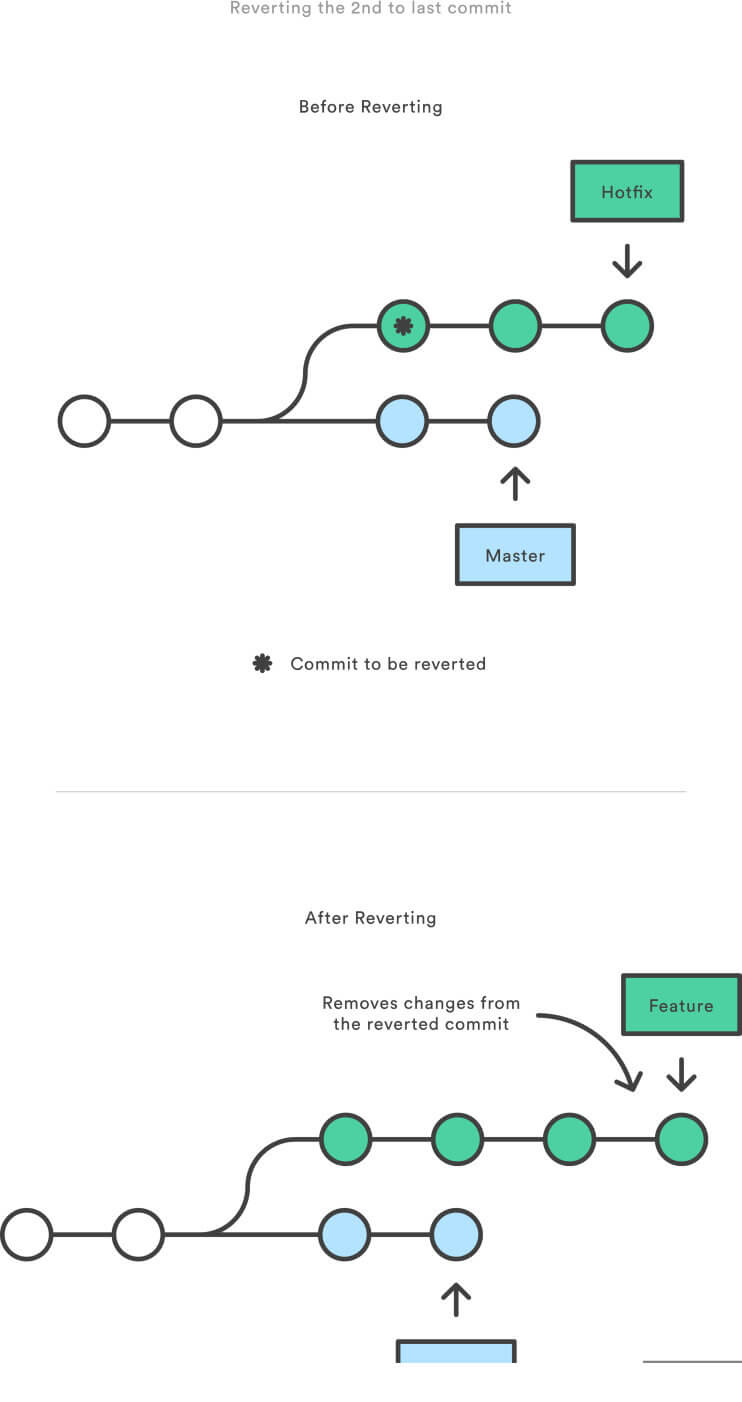 Reverting the 2nd to last commit
Before Reverting
Hotfix
Master
Commit to be reverted
After Reverting
Removes changes from
the reverted commit
Feature